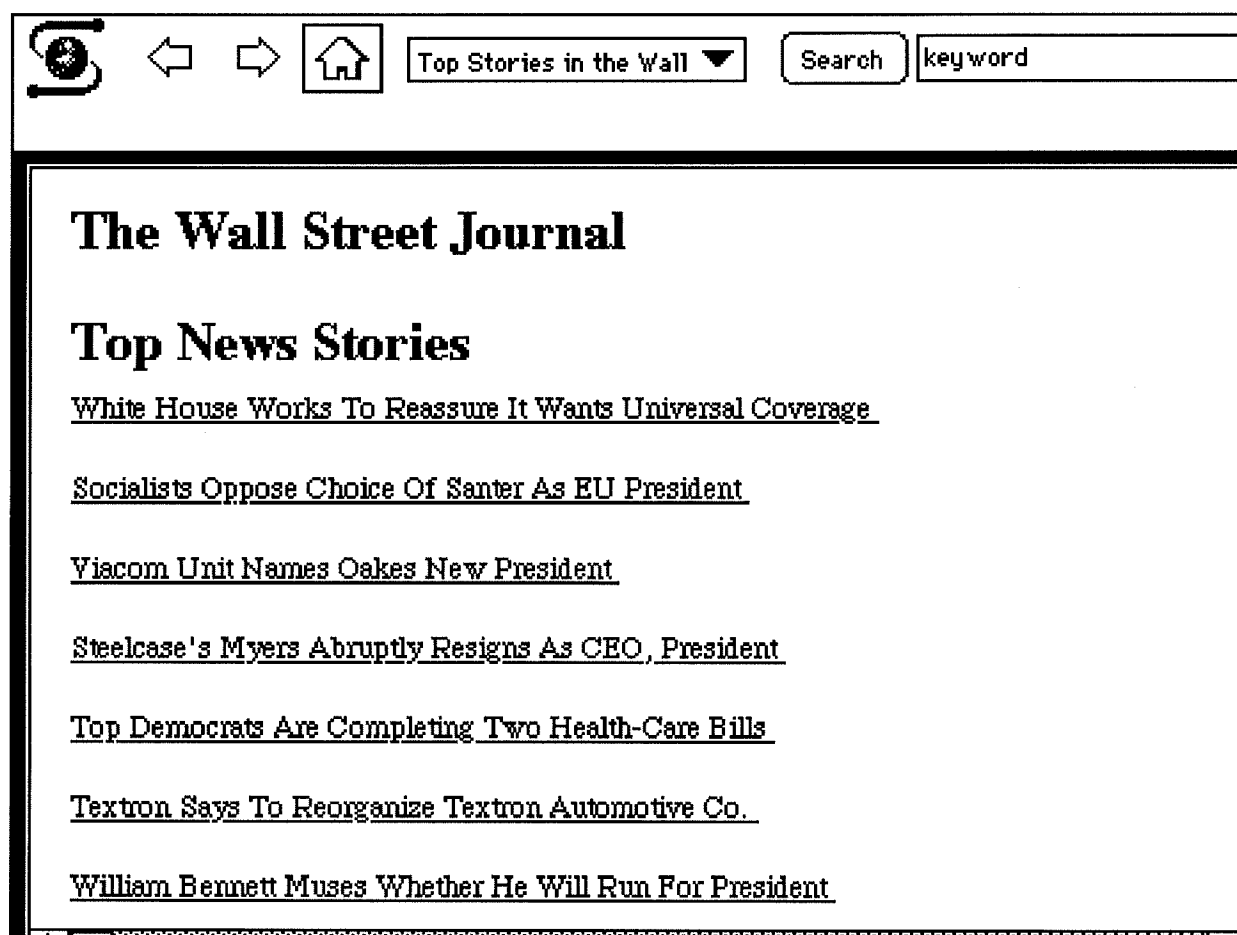 Top Stories in the Wall Search keyword
The Wall Street Journal
Top News Stories
White House Works To Reassure It Wants Universal Coverage
Socialists Oppose Choice Of Santer As EU President
Viacom Unit Names Oakes New President
Steelcase's Myers Abruptly Resigns As CEO, President
Top Democrats Are Completing Two Health-Care Bills
Textron Says To Reorganize Textron Automotive Co.
William Bennett Muses Whether He Will Run For President